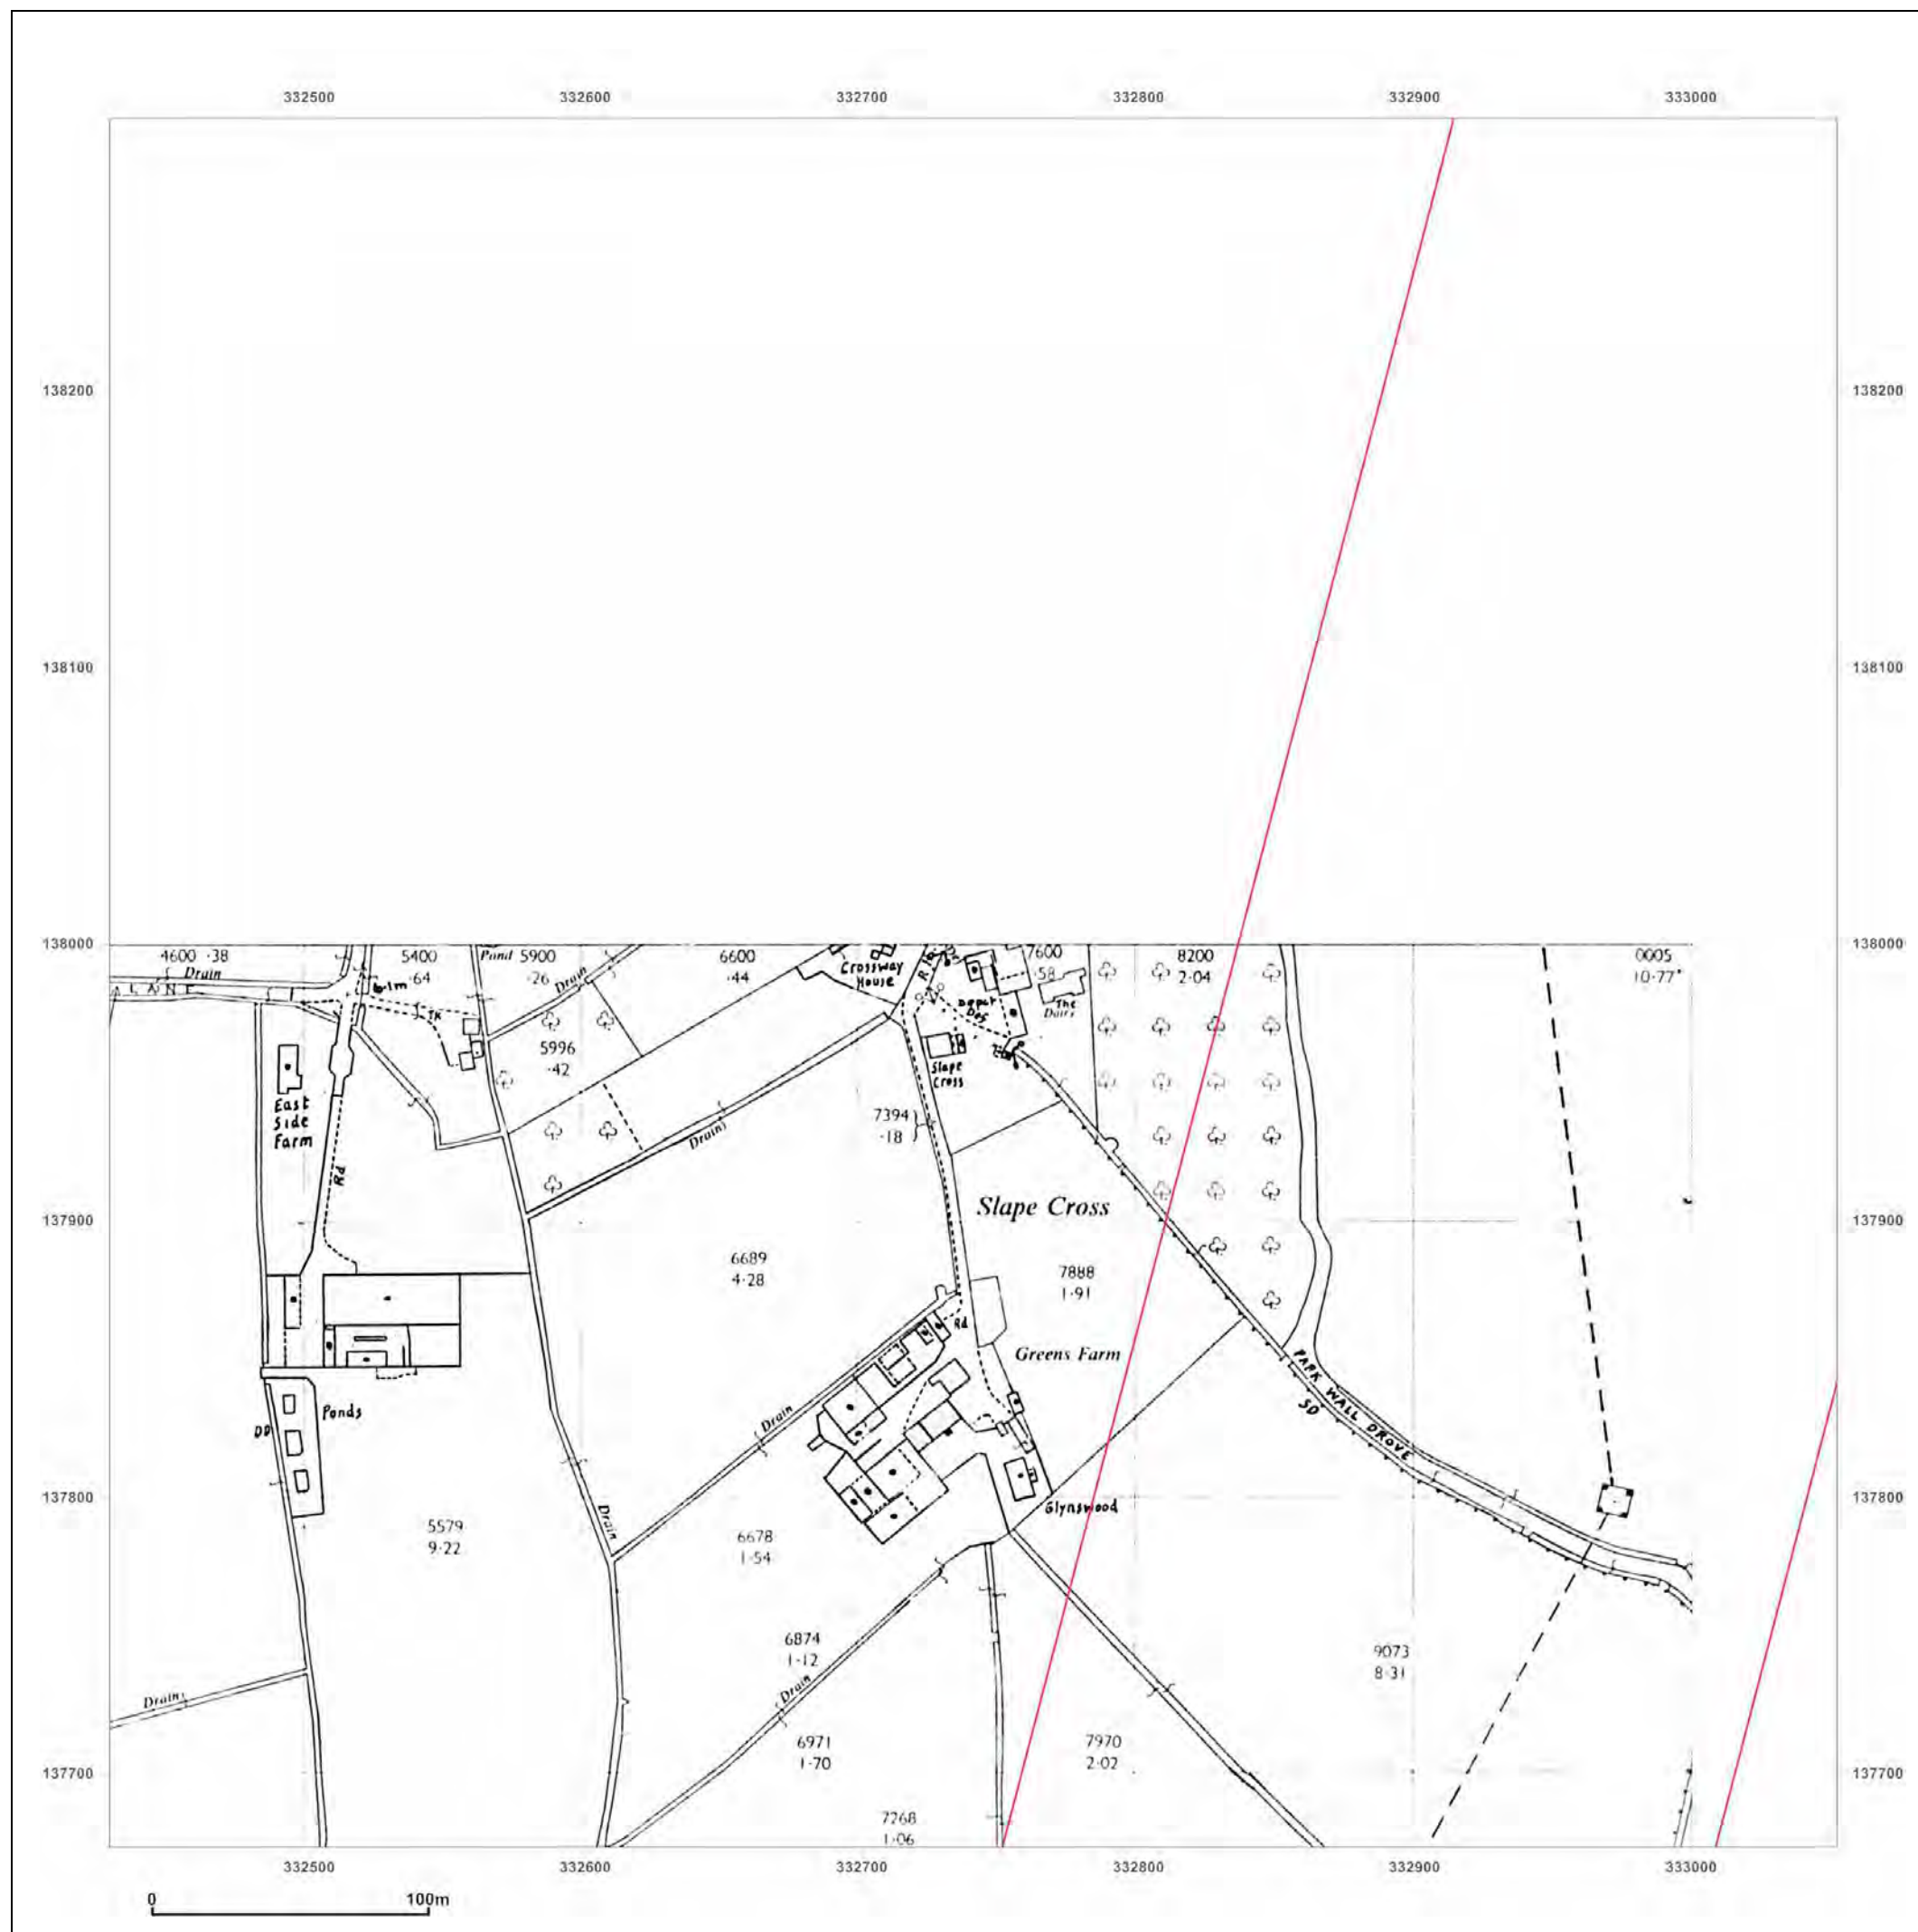 332500 332600 332700 332800 332900 333000
138200 138200
138100 138100
138000 138000
4600 ·38
5400
·64
Pond 5900
·26
6600
·44
7600
·58
8200
2·04
0005
10·77
Drain
Drain
LANE
6·1m
TK
Crossway
House
Depot
The
Slape
Cross
5996
·42
East
Side
Farm
Rd
Drain
7394
·18
137900 137900
Slape Cross
6689
4·28
7888
1·91
Rd
Greens Farm
PARK WALL DROVE
SD
Ponds
DD
Drain
Glynswood
137800 137800
5579
9·22
Drain
6678
1·54
6874
1·12
9073
8·31
Drain
Drain
6971
1·70
7970
2·02
137700 137700
7268
1·06
332500 332600 332700 332800 332900 333000
0 100m